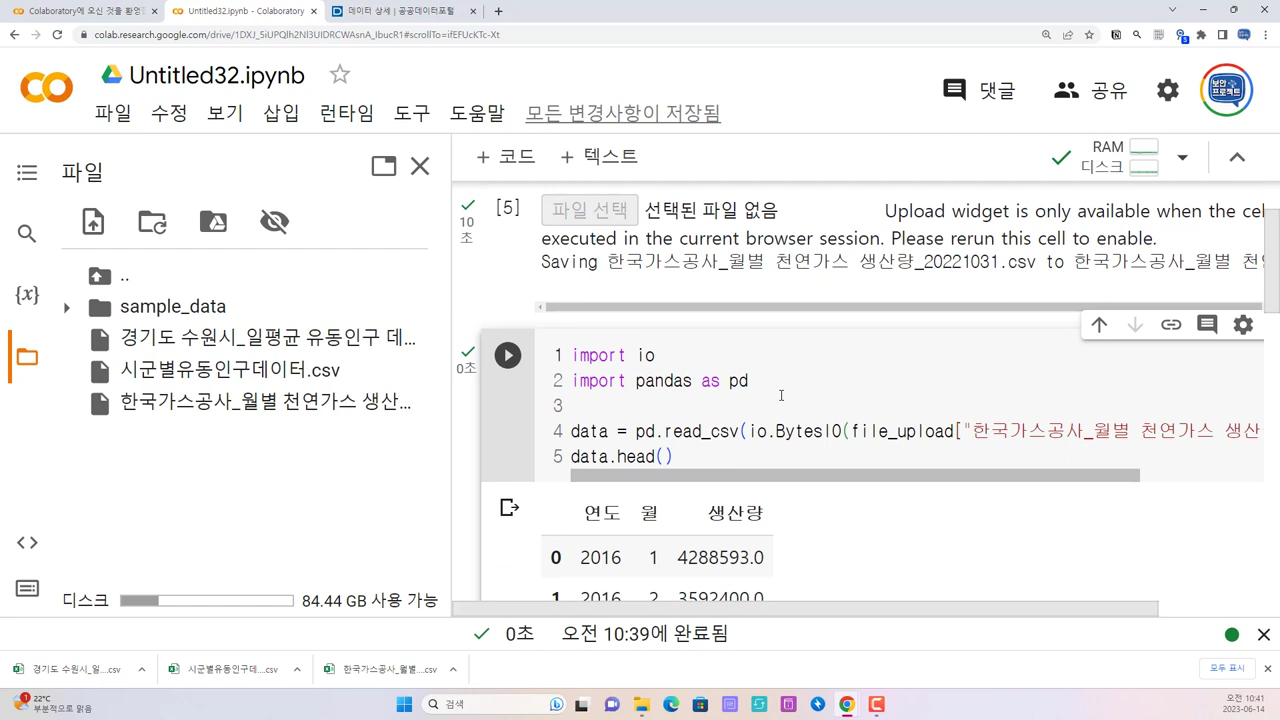 Colaboratory에 오신 것을 환영합
Untitled32.ipynb - Colaboratory
데이터 상세 | 공공데이터포털
colab.research.google.com/drive/1DXJ_5iUPQlh2Nl3UIDRCWAsnA_IbucR1#scrollTo=ifEFUcKTc-Xt
Untitled32.ipynb
댓글
공유
파일 수정 보기 삽입 런타임 도구 도움말 모든 변경사항이 저장됨
파일
+ 코드 + 텍스트
RAM
디스크
..
sample_data
경기도 수원시_일평균 유동인구 데...
시군별유동인구데이터.csv
한국가스공사_월별 천연가스 생산...
디스크 84.44 GB 사용 가능
10
초
[5]
파일 선택 선택된 파일 없음 Upload widget is only available when the cel
executed in the current browser session. Please rerun this cell to enable.
Saving 한국가스공사_월별 천연가스 생산량_20221031.csv to 한국가스공사_월별 천
0초
1 import io
2 import pandas as pd
3
4 data = pd.read_csv(io.BytesIO(file_upload["한국가스공사_월별 천연가스 생산
5 data.head()
연도 월 생산량
0 2016 1 4288593.0
1 2016 2 3592400.0
0초 오전 10:39에 완료됨
경기도 수원시_일....csv
시군별유동인구데....csv
한국가스공사_월별....csv
모두 표시
22°C
부분적으로 맑음
검색
오전 10:41
2023-06-14